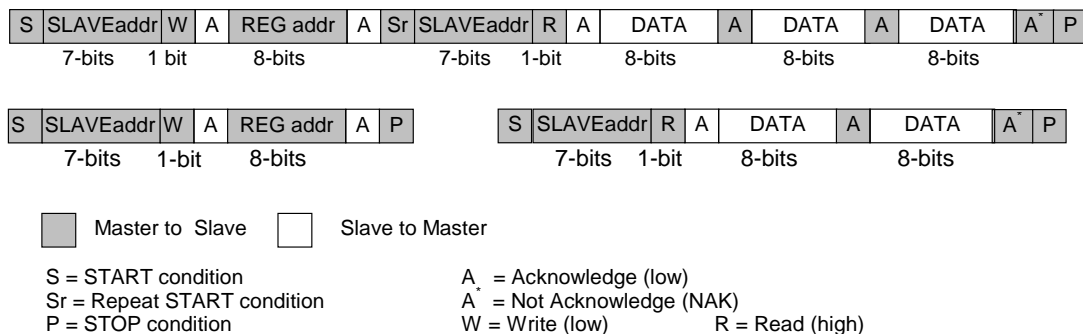 S SLAVEaddr W A REG addr A Sr SLAVEaddr R A DATA A DATA A DATA A* P
7-bits 1 bit 8-bits 7-bits 1-bit 8-bits 8-bits 8-bits
S SLAVEaddr W A REG addr A P S SLAVEaddr R A DATA A DATA A* P
7-bits 1-bit 8-bits 7-bits 1-bit 8-bits 8-bits
Master to Slave Slave to Master
S = START condition A = Acknowledge (low)
Sr = Repeat START condition A* = Not Acknowledge (NAK)
P = STOP condition W = Write (low) R = Read (high)